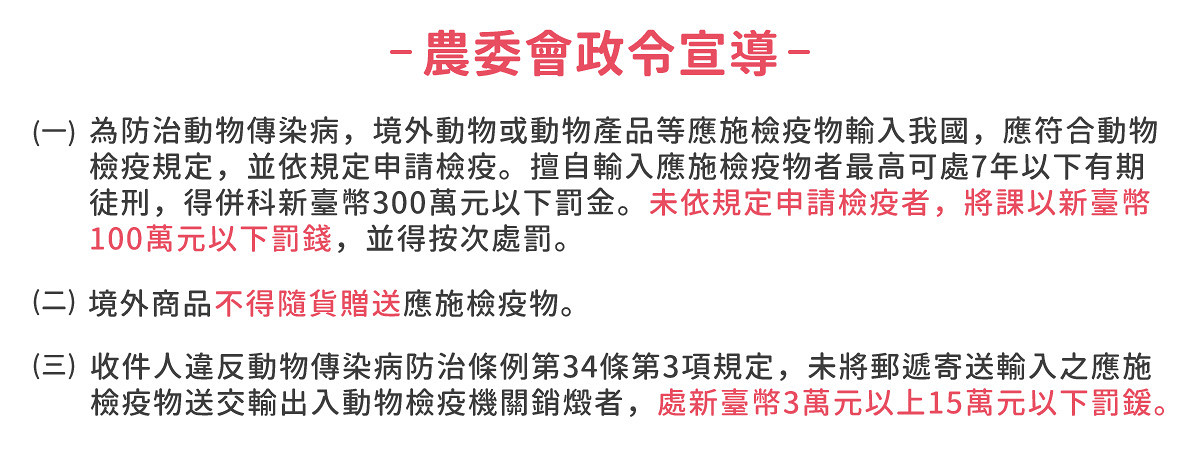 －農委會政令宣導－
(一) 為防治動物傳染病，境外動物或動物產品等應施檢疫物輸入我國，應符合動物
檢疫規定，並依規定申請檢疫。擅自輸入應施檢疫物者最高可處7年以下有期
徒刑，得併科新臺幣300萬元以下罰金。未依規定申請檢疫者，將課以新臺幣
100萬元以下罰錢，並得按次處罰。
(二) 境外商品不得隨貨贈送應施檢疫物。
(三) 收件人違反動物傳染病防治條例第34條第3項規定，未將郵遞寄送輸入之應施
檢疫物送交輸出入動物檢疫機關銷燬者，處新臺幣3萬元以上15萬元以下罰鍰。